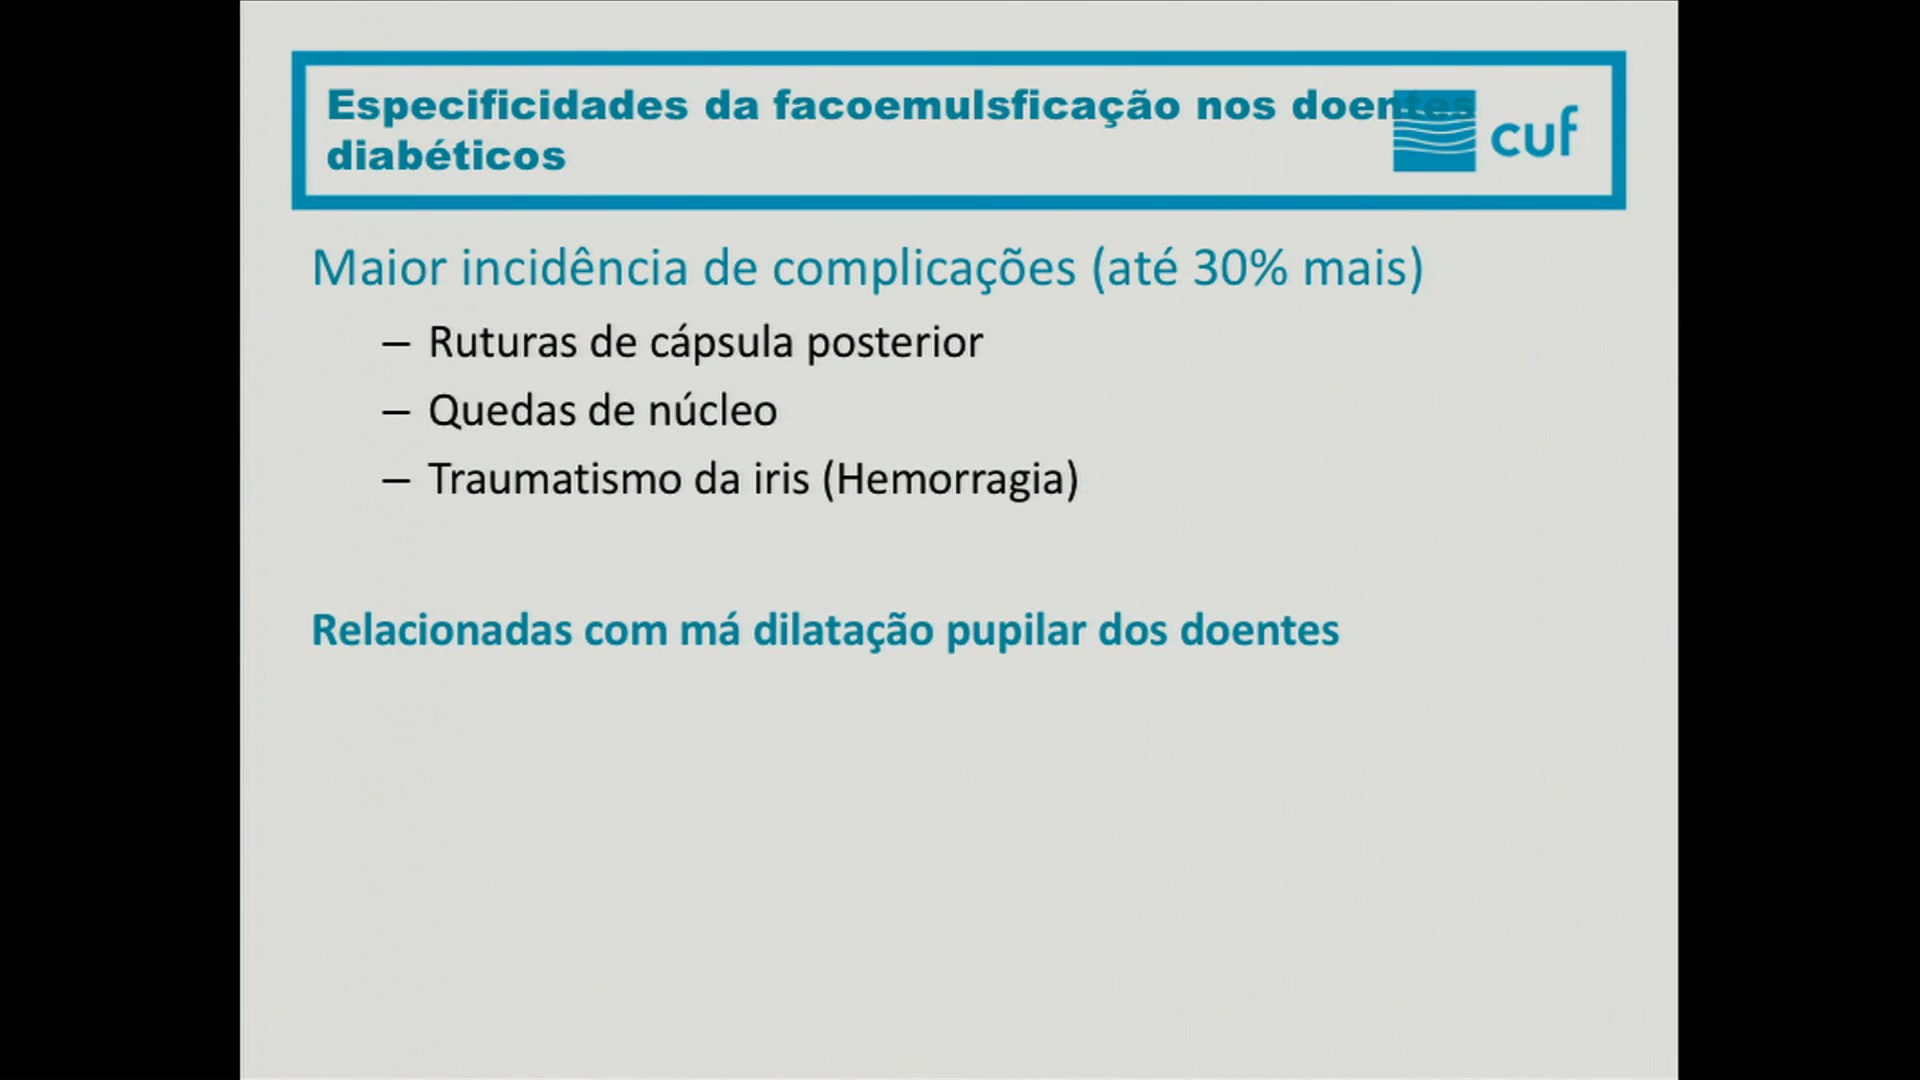 Especificidades da facoemulsficação nos doentes
diabéticos
cuf
Maior incidência de complicações (até 30% mais)
– Ruturas de cápsula posterior
– Quedas de núcleo
– Traumatismo da iris (Hemorragia)
Relacionadas com má dilatação pupilar dos doentes